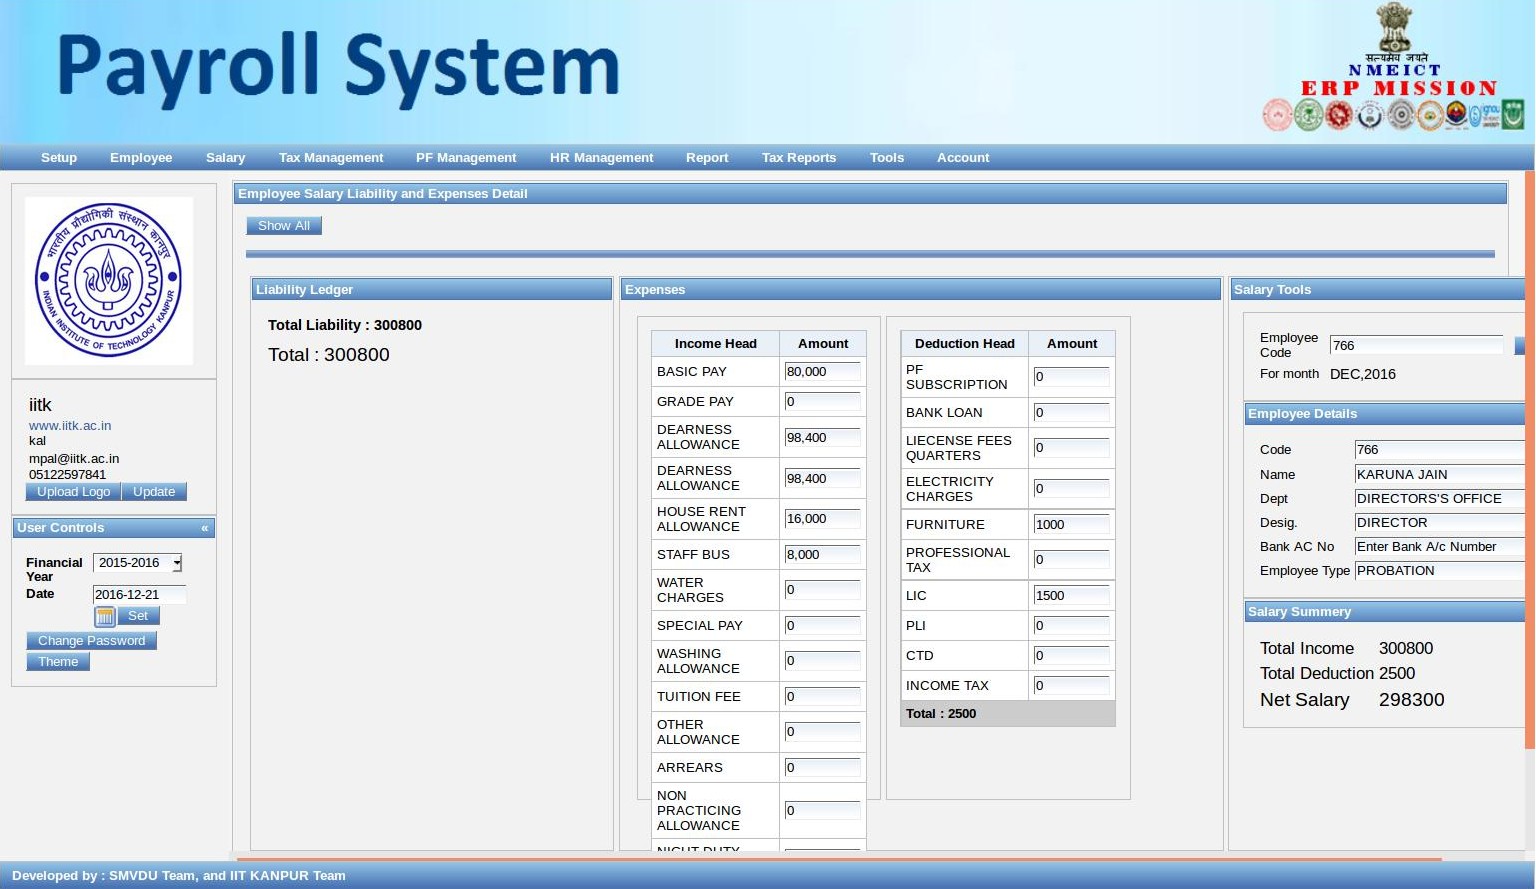 Payroll System
सत्यमेव जयते
NMEICT
ERP MISSION
Setup Employee Salary Tax Management PF Management HR Management Report Tax Reports Tools Account
भारतीय प्रौद्योगिकी संस्थान कानपुर
INDIAN INSTITUTE OF TECHNOLOGY KANPUR
iitk
www.iitk.ac.in
kal
mpal@iitk.ac.in
05122597841
Upload Logo Update
User Controls «
Financial Year 2015-2016
Date 2016-12-21
Set
Change Password
Theme
Employee Salary Liability and Expenses Detail
Show All
Liability Ledger
Total Liability : 300800
Total : 300800
Expenses
Income Head Amount
BASIC PAY 80,000
GRADE PAY 0
DEARNESS ALLOWANCE 98,400
DEARNESS ALLOWANCE 98,400
HOUSE RENT ALLOWANCE 16,000
STAFF BUS 8,000
WATER CHARGES 0
SPECIAL PAY 0
WASHING ALLOWANCE 0
TUITION FEE 0
OTHER ALLOWANCE 0
ARREARS 0
NON PRACTICING ALLOWANCE 0
NIGHT DUTY
Deduction Head Amount
PF SUBSCRIPTION 0
BANK LOAN 0
LIECENSE FEES QUARTERS 0
ELECTRICITY CHARGES 0
FURNITURE 1000
PROFESSIONAL TAX 0
LIC 1500
PLI 0
CTD 0
INCOME TAX 0
Total : 2500
Salary Tools
Employee Code 766
For month DEC,2016
Employee Details
Code 766
Name KARUNA JAIN
Dept DIRECTORS'S OFFICE
Desig. DIRECTOR
Bank AC No Enter Bank A/c Number
Employee Type PROBATION
Salary Summery
Total Income 300800
Total Deduction 2500
Net Salary 298300
Developed by : SMVDU Team, and IIT KANPUR Team